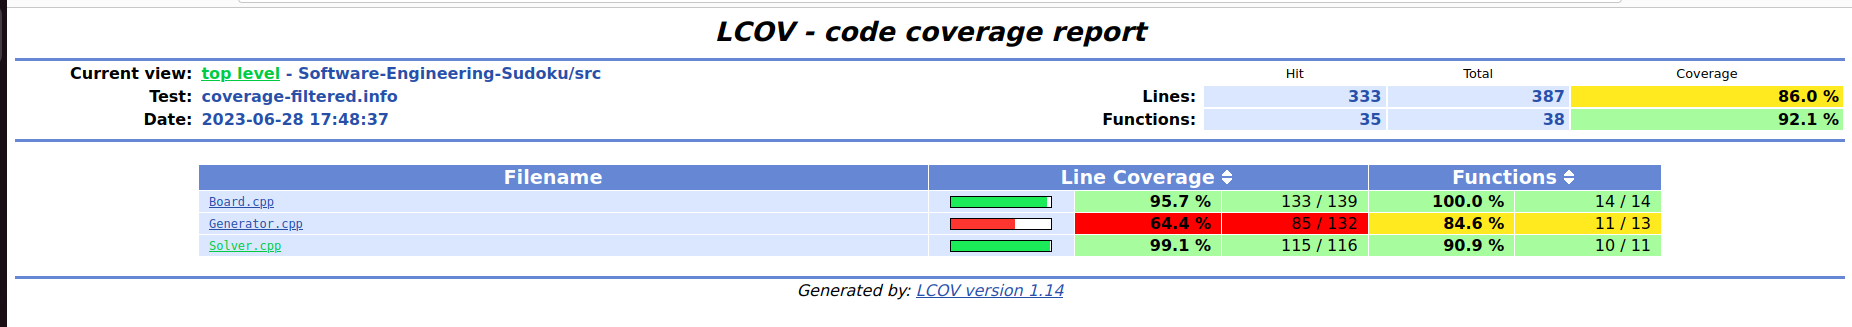 LCOV - code coverage report
Current view: top level - Software-Engineering-Sudoku/src Hit Total Coverage
Test: coverage-filtered.info Lines: 333 387 86.0 %
Date: 2023-06-28 17:48:37 Functions: 35 38 92.1 %
Filename Line Coverage Functions
Board.cpp 95.7 % 133 / 139 100.0 % 14 / 14
Generator.cpp 64.4 % 85 / 132 84.6 % 11 / 13
Solver.cpp 99.1 % 115 / 116 90.9 % 10 / 11
Generated by: LCOV version 1.14